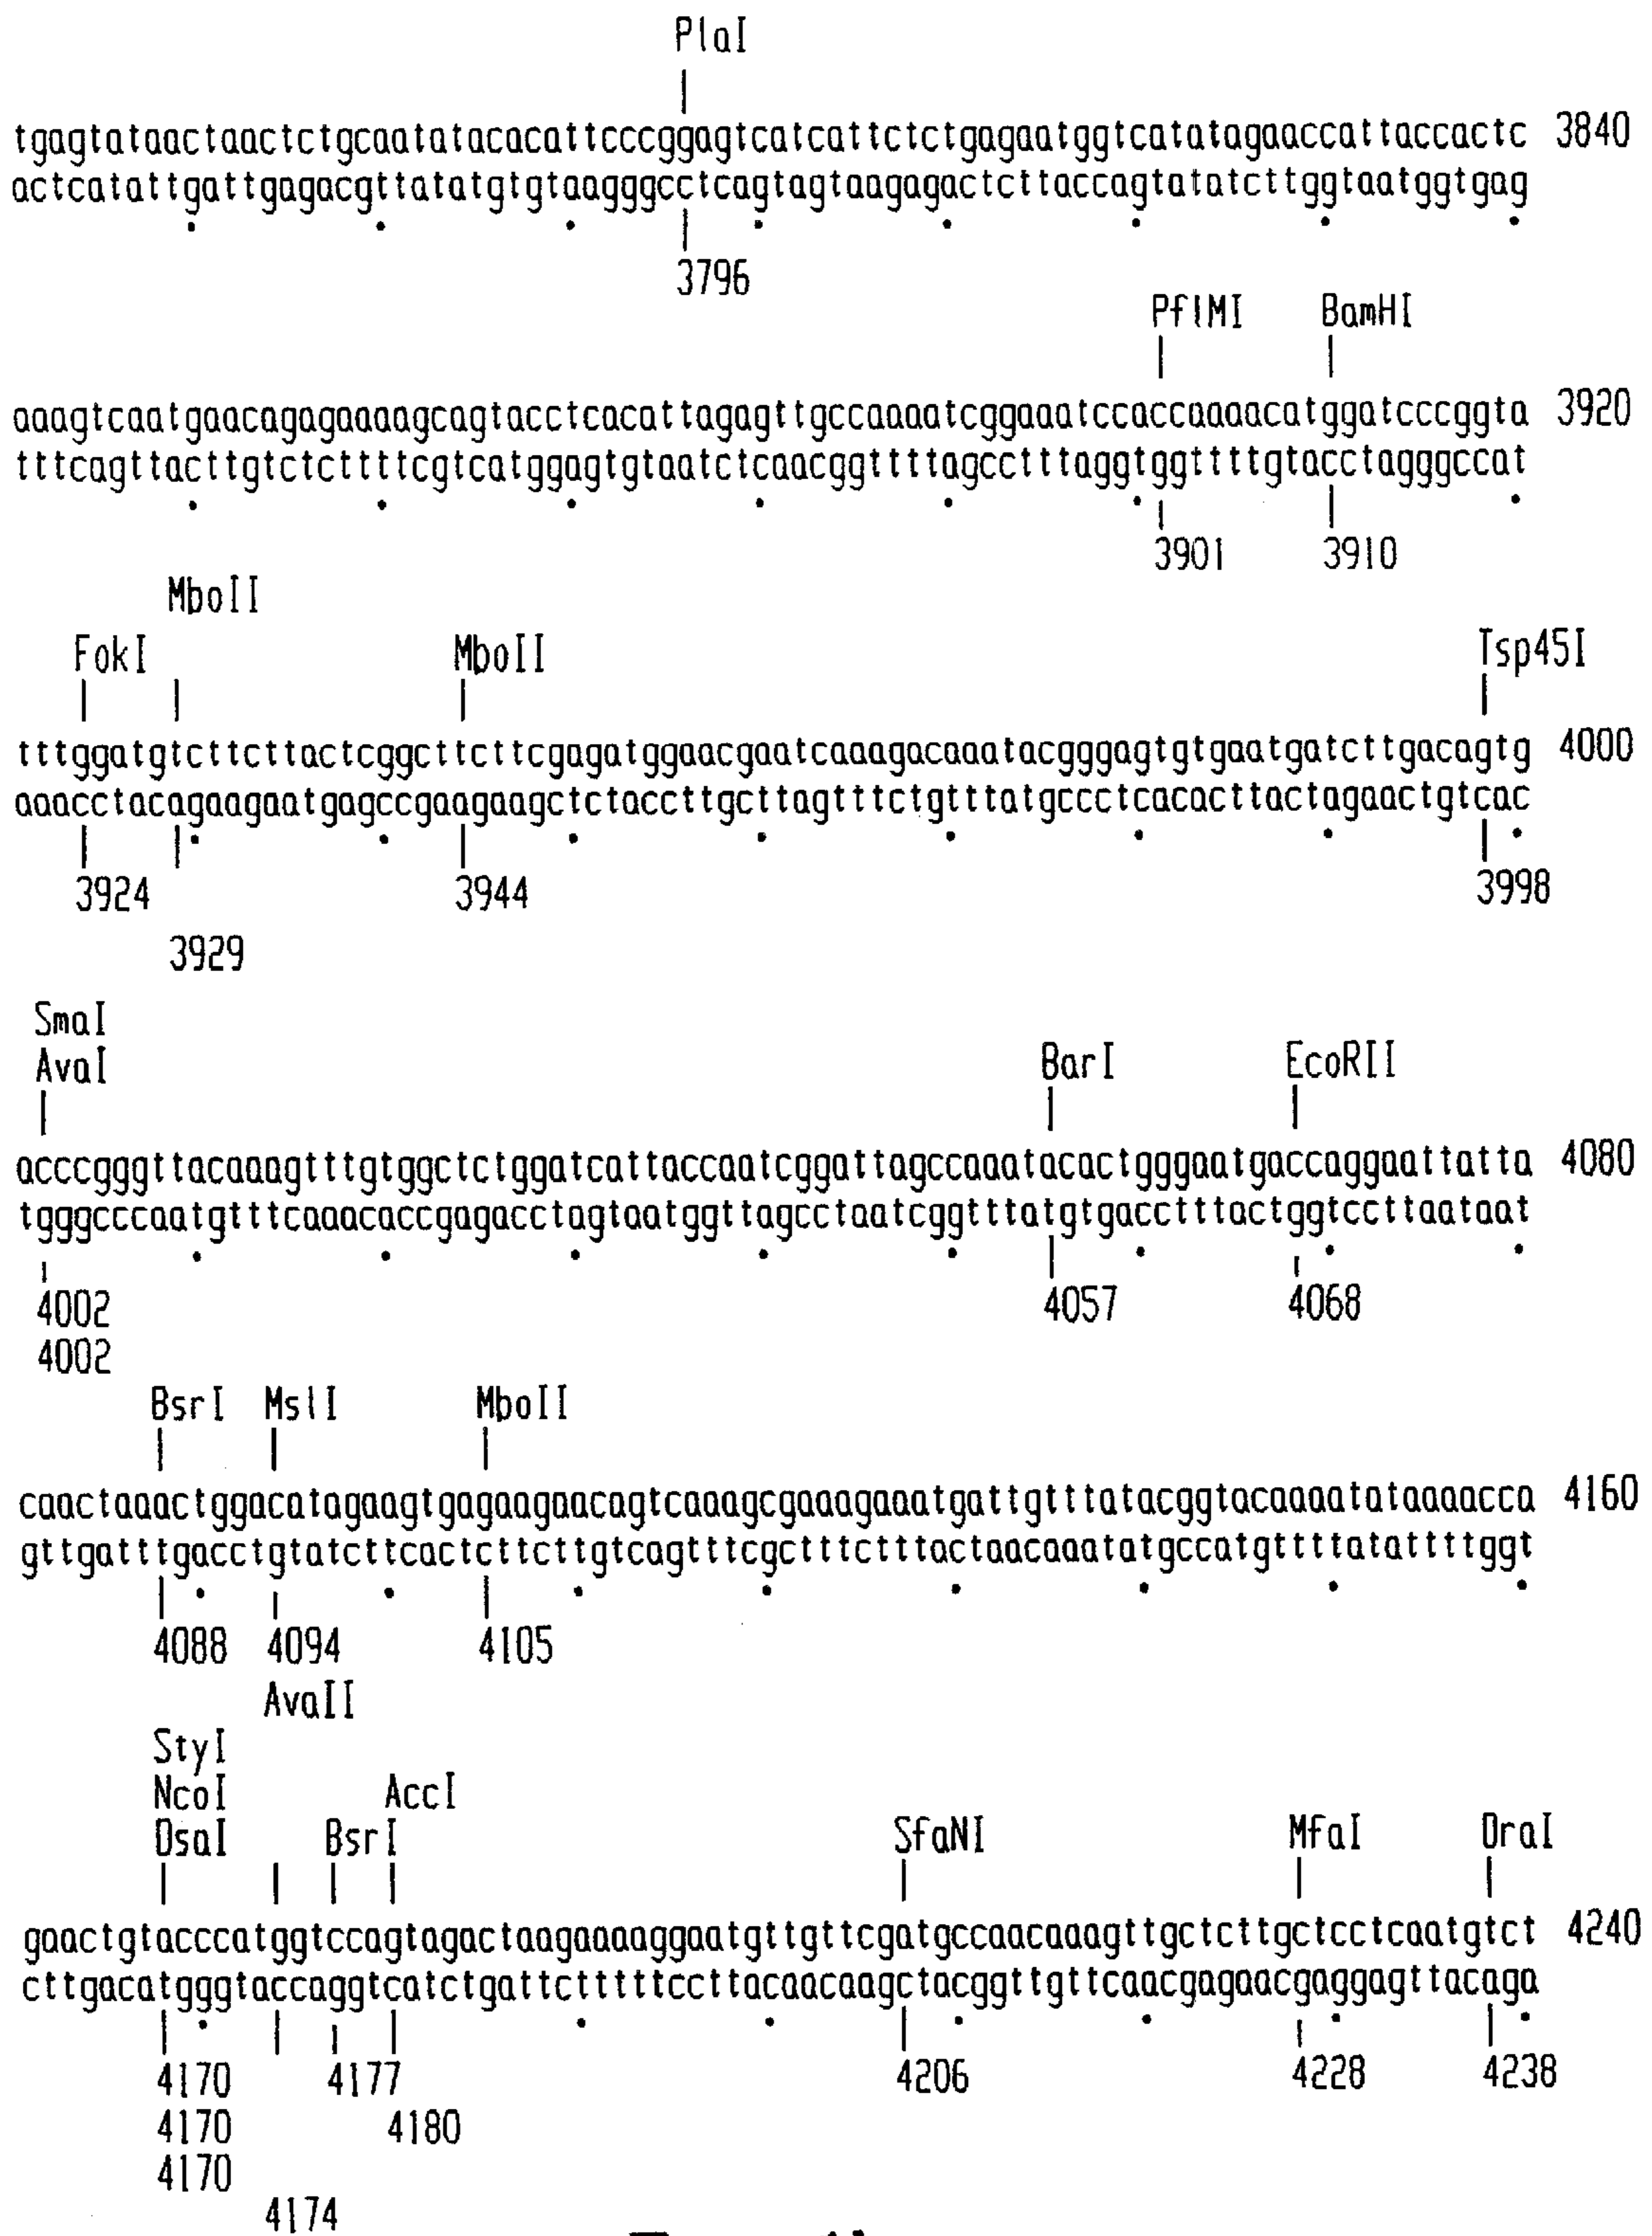 PlaI
tgagtataactaactctgcaatatacacattcccggagtcatcattctctgagaatggtcatatagaaccattaccactc 3840
actcatattgattgagacgttatatgtgtaagggcctcagtagtaagagactcttaccagtatatcttggtaatggtgag
3796
PflMI BamHI
aaagtcaatgaacagagaaaagcagtacctcacattagagttgccaaaatcggaaatccaccaaaacatggatcccggta 3920
tttcagttacttgtctcttttcgtcatggagtgtaatctcaacggttttagcctttaggtggttttgtacctagggccat
3901 3910
MboII
FokI MboII Tsp45I
tttggatgtcttcttactcggcttcttcgagatggaacgaatcaaagacaaatacgggagtgtgaatgatcttgacagtg 4000
aaacctacagaagaatgagccgaagaagctctaccttgcttagtttctgtttatgccctcacacttactagaactgtcac
3924 3944 3998
3929
SmaI
AvaI BarI EcoRII
acccgggttacaaagtttgtggctctggatcattaccaatcggattagccaaatacactgggaatgaccaggaattatta 4080
tgggcccaatgtttcaaacaccgagacctagtaatggttagcctaatcggtttatgtgacctttactggtccttaataat
4002 4057 4068
4002
BsrI MslI MboII
caactaaactggacatagaagtgagaagaacagtcaaagcgaaagaaatgattgtttatacggtacaaaatataaaacca 4160
gttgatttgacctgtatcttcactcttcttgtcagtttcgctttctttactaacaaatatgccatgttttatattttggt
4088 4094 4105
AvaII
StyI
NcoI AccI
DsaI BsrI SfaNI MfaI DraI
gaactgtacccatggtccagtagactaagaaaaggaatgttgttcgatgccaacaaagttgctcttgctcctcaatgtct 4240
cttgacatgggtaccaggtcatctgattctttttccttacaacaagctacggttgttcaacgagaacgaggagttacaga
4170 4177 4206 4228 4238
4170 4180
4170
4174